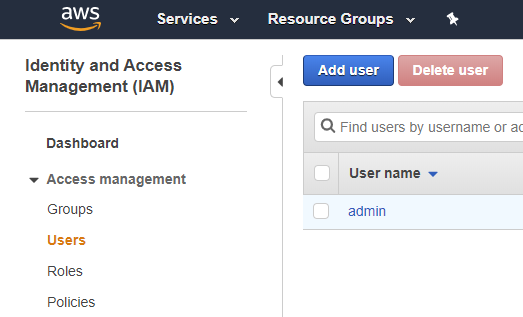 aws
Services
Resource Groups
Identity and Access
Management (IAM)
Dashboard
Access management
Groups
Users
Roles
Policies
Add user
Delete user
Find users by username or ac
User name
admin